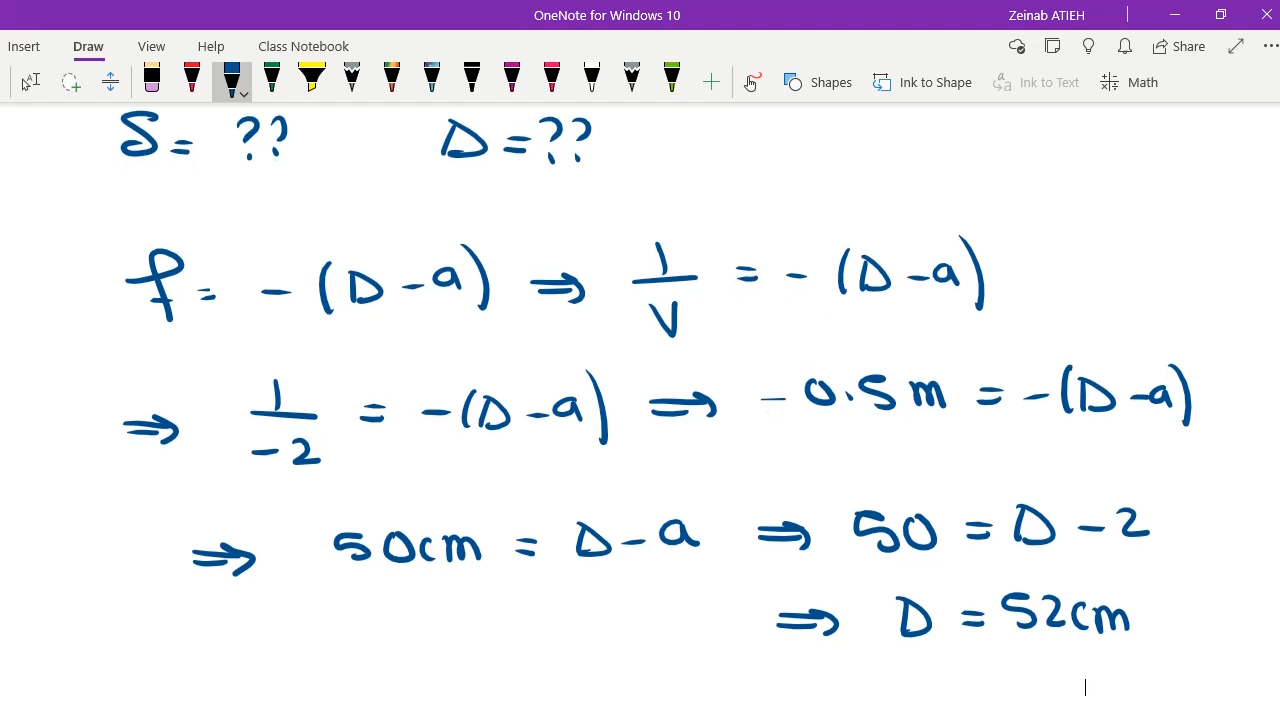 OneNote for Windows 10 Zeinab ATIEH
Insert Draw View Help Class Notebook Share
Shapes Ink to Shape Ink to Text Math
δ = ?? D = ??
f = - (D - a) ⇒ 1/V = - (D - a)
⇒ 1/-2 = - (D - a) ⇒ - 0.5 m = - (D - a)
⇒ 50cm = D - a ⇒ 50 = D - 2
⇒ D = 52cm